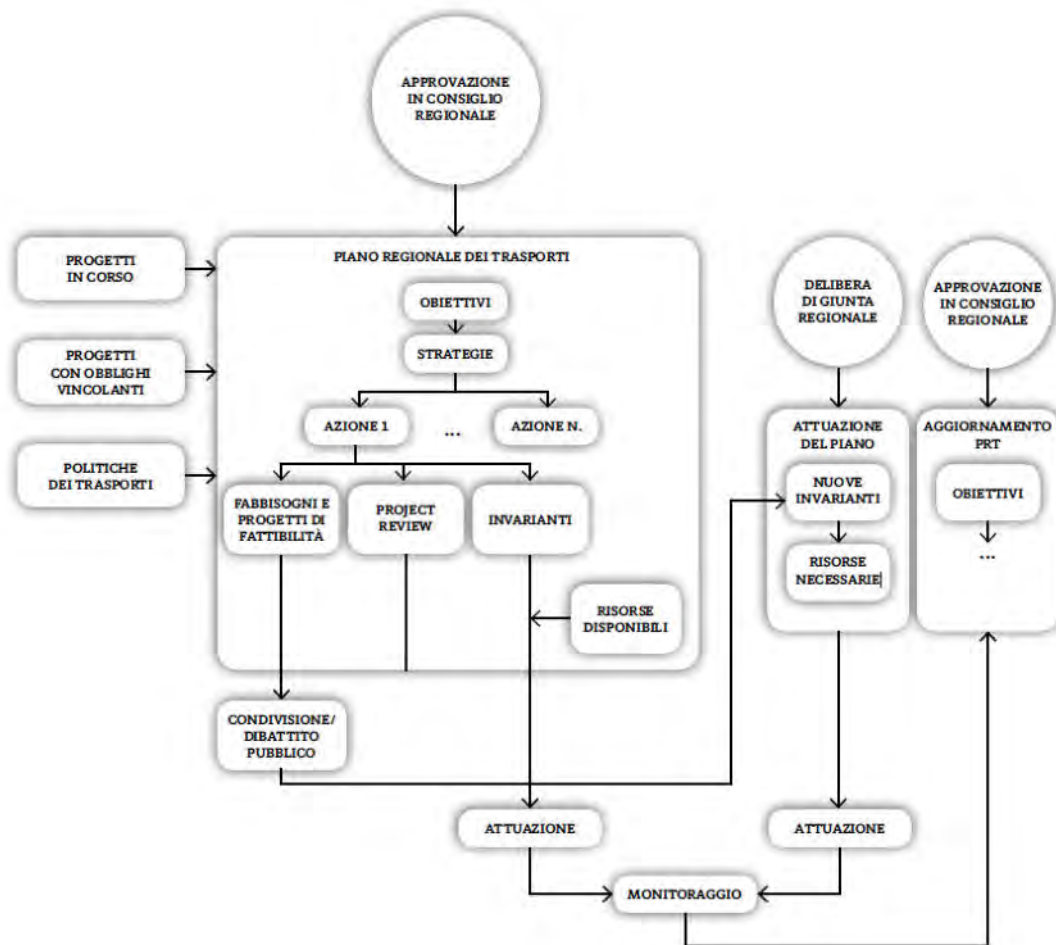 APPROVAZIONE
IN CONSIGLIO
REGIONALE
PROGETTI
IN CORSO
PROGETTI
CON OBBLIGHI
VINCOLANTI
POLITICHE
DEI TRASPORTI
PIANO REGIONALE DEI TRASPORTI
OBIETTIVI
STRATEGIE
AZIONE 1
...
AZIONE N.
FABBISOGNI E
PROGETTI DI
FATTIBILITÀ
PROJECT
REVIEW
INVARIANTI
RISORSE
DISPONIBILI
CONDIVISIONE/
DIBATTITO
PUBBLICO
DELIBERA
DI GIUNTA
REGIONALE
ATTUAZIONE
DEL PIANO
NUOVE
INVARIANTI
RISORSE
NECESSARIE
APPROVAZIONE
IN CONSIGLIO
REGIONALE
AGGIORNAMENTO
PRT
OBIETTIVI
...
ATTUAZIONE
ATTUAZIONE
MONITORAGGIO